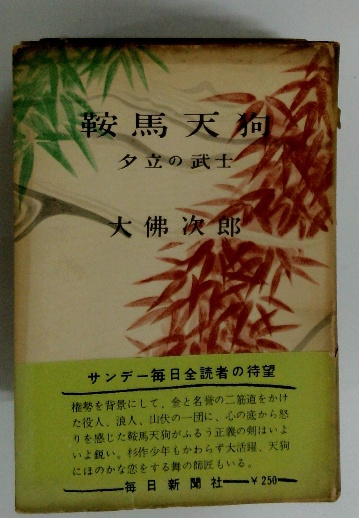 鞍馬天狗
夕立の武士
大佛次郎
サンデー毎日全読者の待望
権勢を背景にして、金と名誉の二筋道をかけ
た役人、浪人、山伏の一団に、心の底から怒
りを感じた鞍馬天狗がふるう正義の剣はいよ
いよ鋭い。杉作少年もかわらず大活躍、天狗
にほのかな恋をする舞の師匠もいる。
毎日新聞社 ¥250